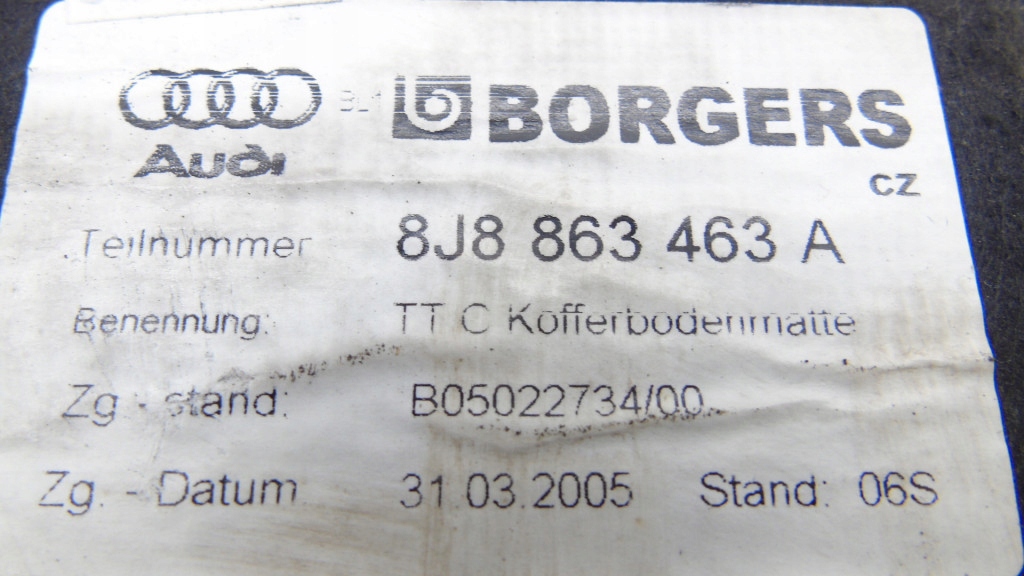 BORGERS
Audi
CZ
Teilnummer 8J8 863 463 A
Benennung: TT C Kofferbodenmatte
Zg - stand: B05022734/00
Zg. - Datum 31.03.2005 Stand: 06S